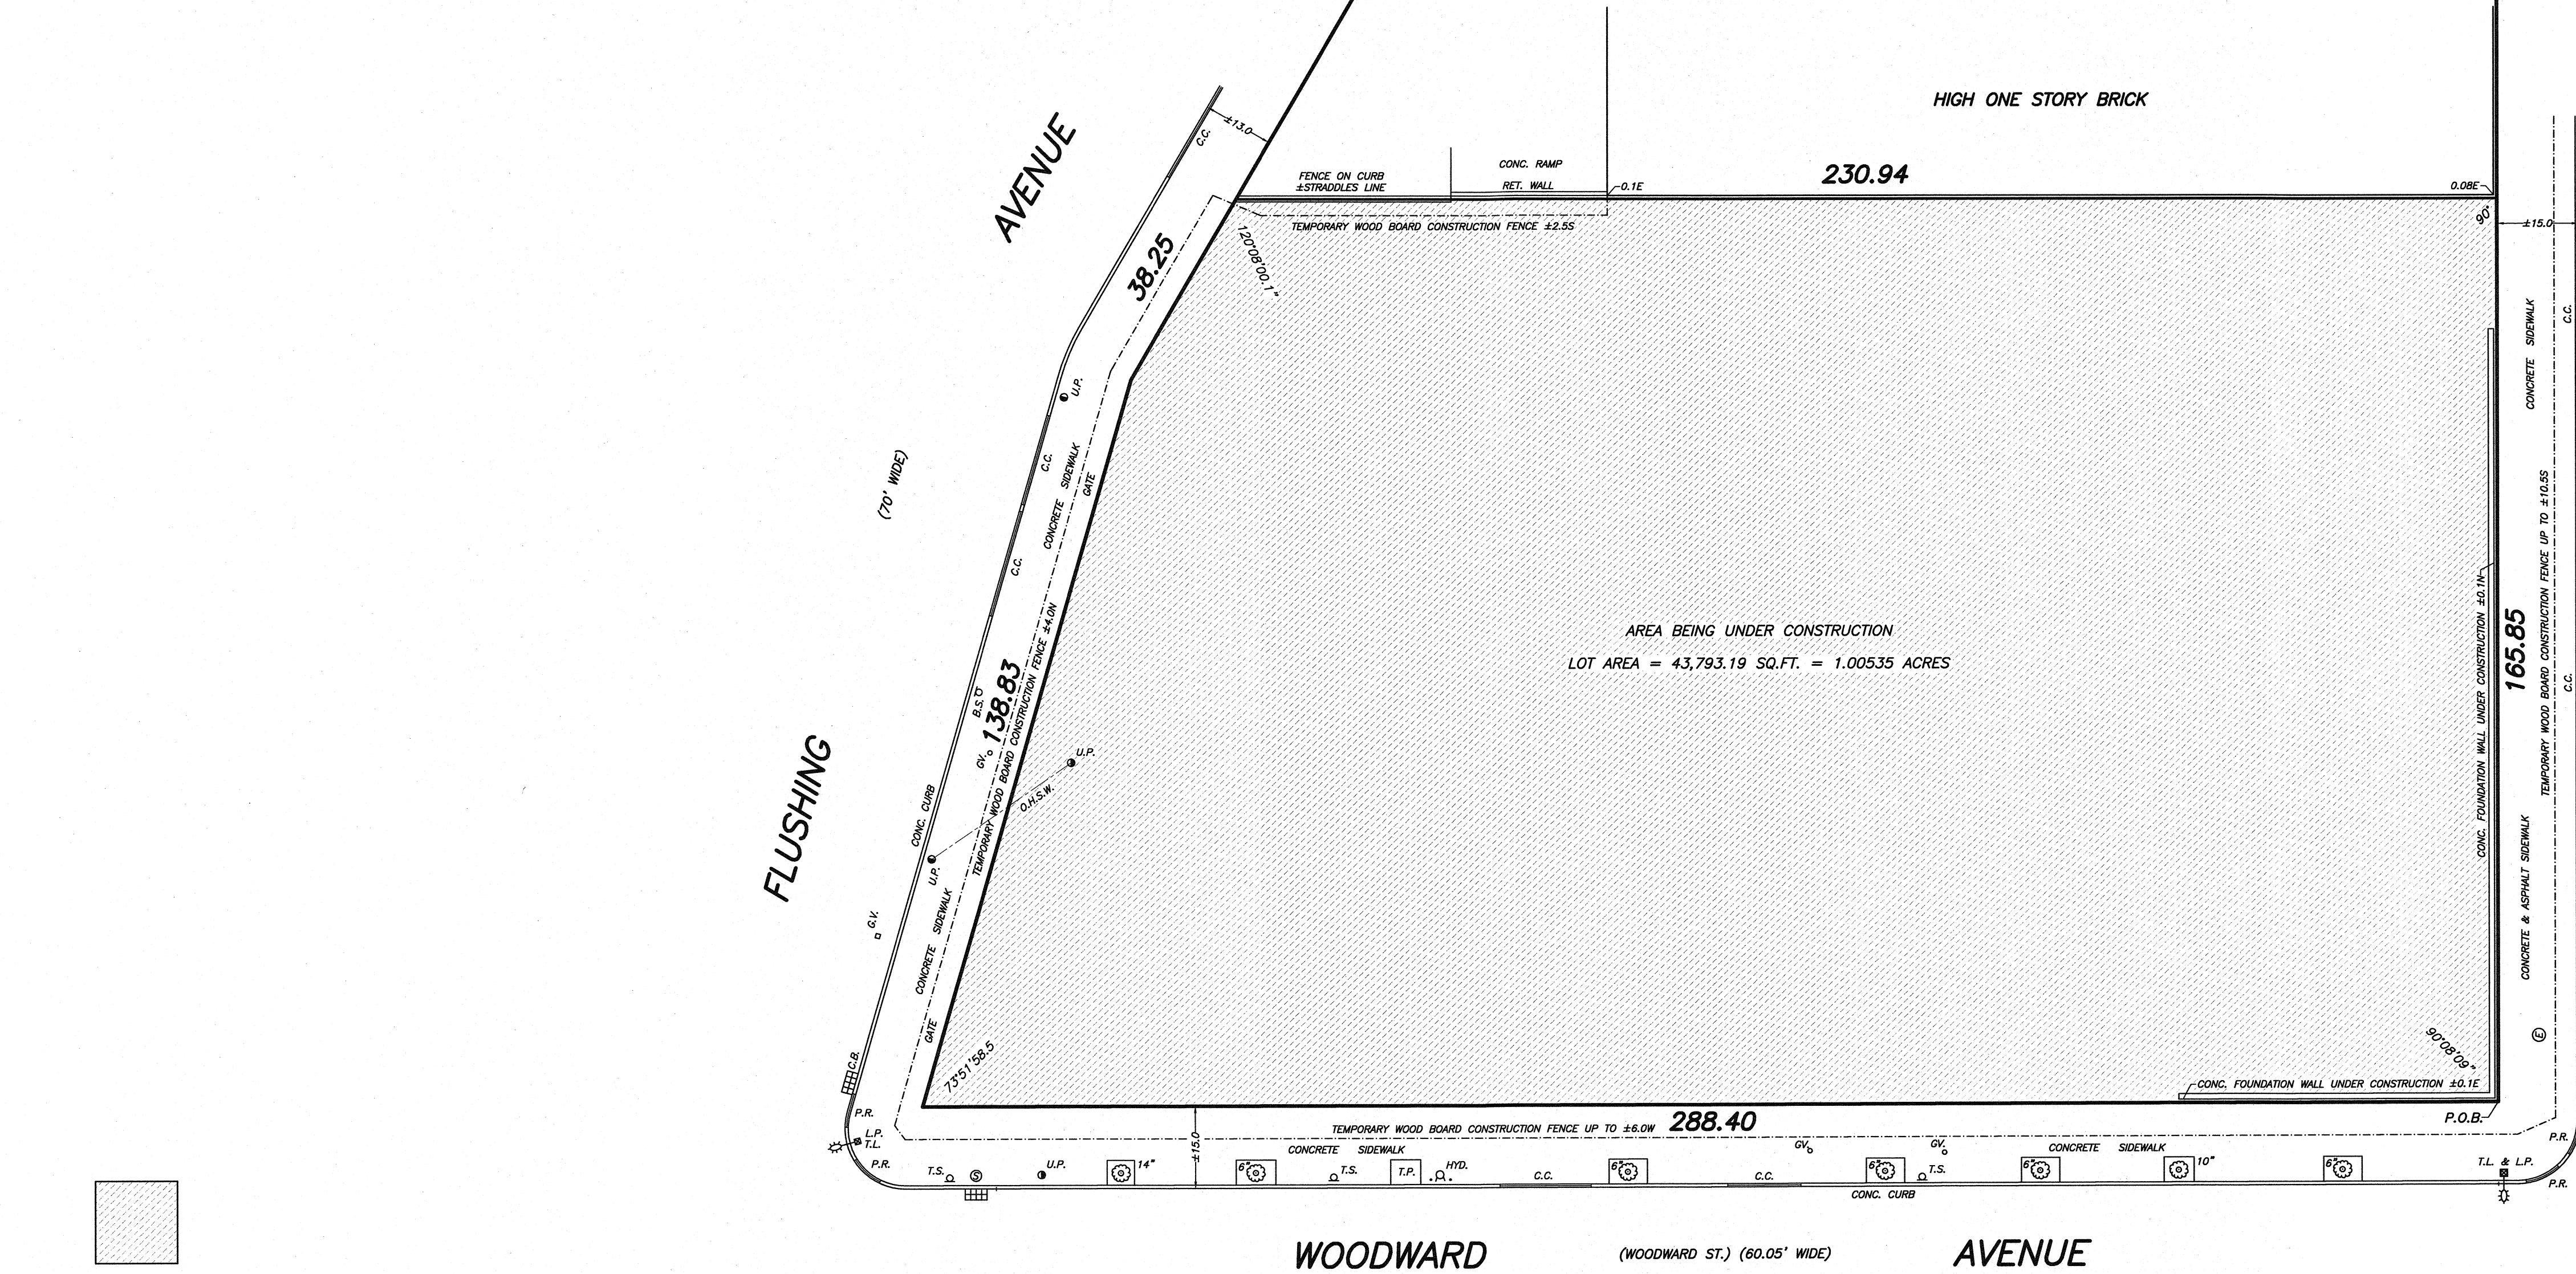 HIGH ONE STORY BRICK
AVENUE
±13.0
C.C.
FENCE ON CURB
±STRADDLES LINE
CONC. RAMP
RET. WALL
0.1E
230.94
0.08E
90°
±15.0
TEMPORARY WOOD BOARD CONSTRUCTION FENCE ±2.5S
120°08'00.1"
38.25
U.P.
C.C.
CONCRETE SIDEWALK
GATE
(70' WIDE)
C.C.
CONCRETE SIDEWALK
C.C.
TEMPORARY WOOD BOARD CONSTRUCTION FENCE UP TO ±10.5S
CONC. FOUNDATION WALL UNDER CONSTRUCTION ±0.1N
165.85
C.C.
AREA BEING UNDER CONSTRUCTION
LOT AREA = 43,793.19 SQ.FT. = 1.00535 ACRES
TEMPORARY WOOD BOARD CONSTRUCTION FENCE ±4.0N
138.83
B.S.
GV.
U.P.
O.H.S.W.
CONC. CURB
U.P.
FLUSHING
G.V.
CONCRETE SIDEWALK
GATE
CONCRETE & ASPHALT SIDEWALK
E
C.B.
73°51'58.5
90°08'09"
CONC. FOUNDATION WALL UNDER CONSTRUCTION ±0.1E
P.R.
L.P.
T.L.
P.R.
P.O.B.
TEMPORARY WOOD BOARD CONSTRUCTION FENCE UP TO ±6.0W
288.40
±15.0
CONCRETE SIDEWALK
GV.
GV.
CONCRETE SIDEWALK
P.R.
T.S.
S
U.P.
14"
6"
T.S.
T.P.
HYD.
C.C.
6"
C.C.
6"
T.S.
6"
10"
6"
T.L. & L.P.
P.R.
CONC. CURB
WOODWARD
(WOODWARD ST.) (60.05' WIDE)
AVENUE